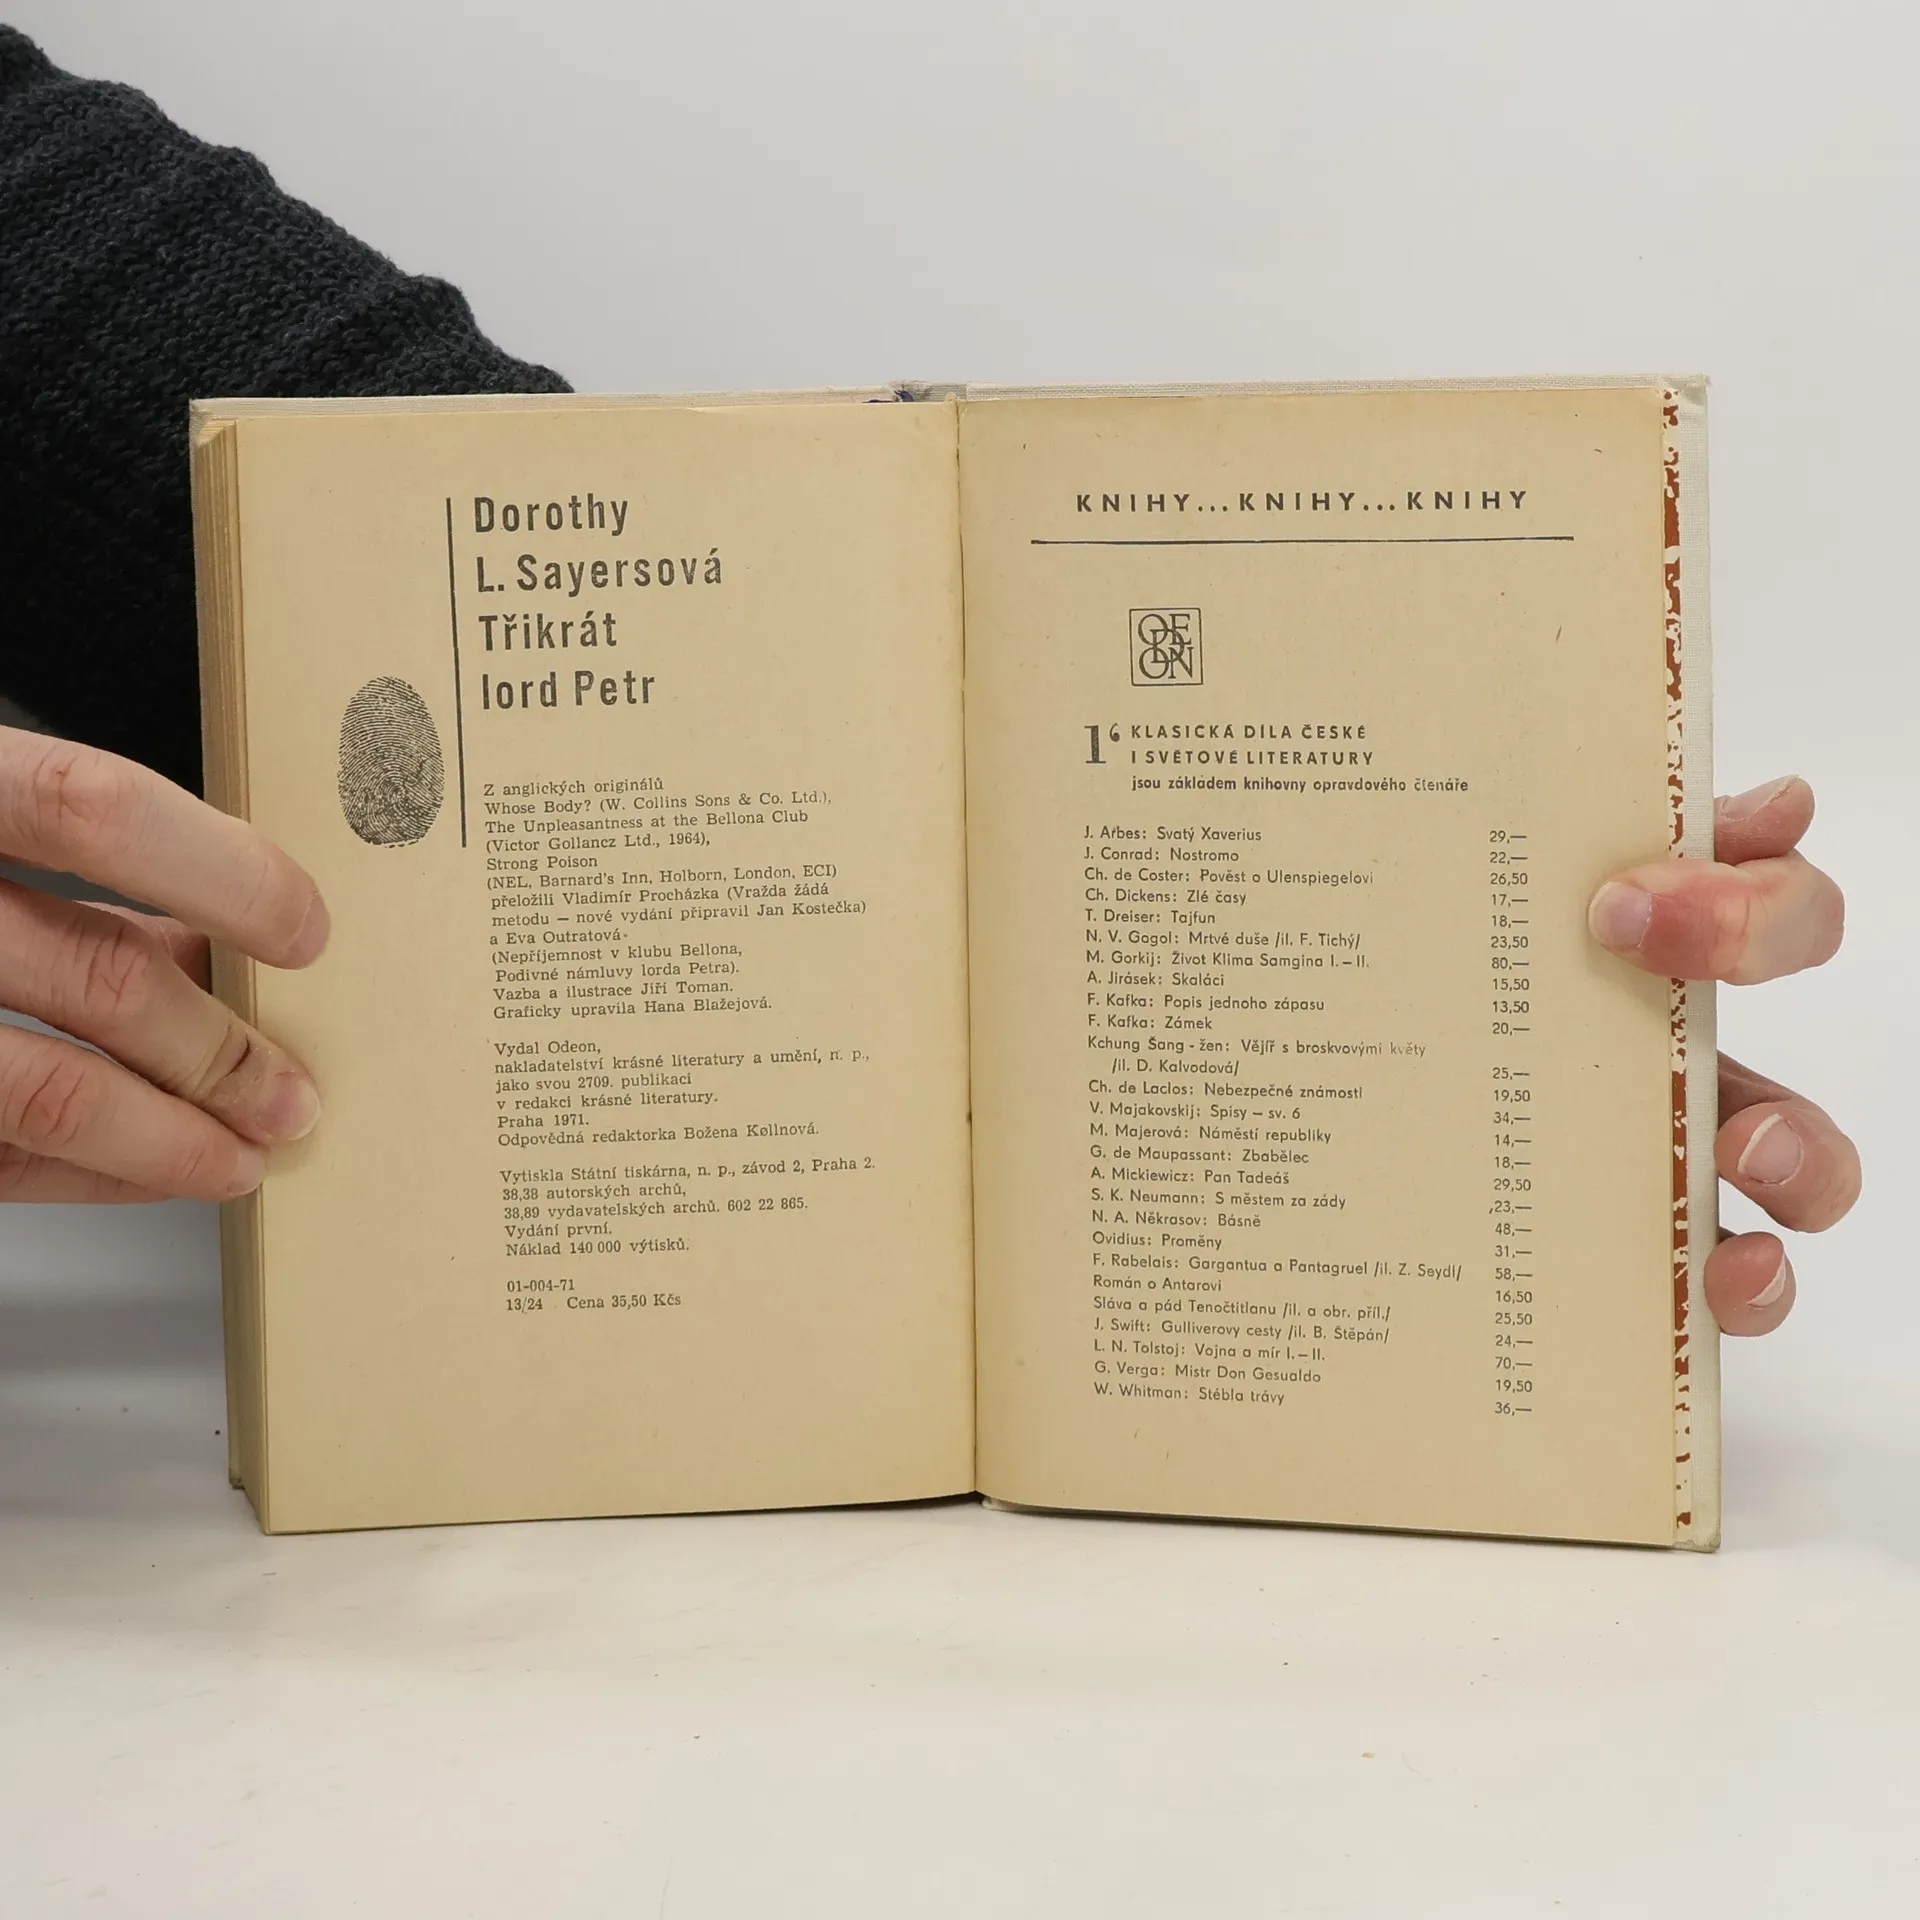 Dorothy
L. Sayersová
Třikrát
lord Petr
Z anglických originálů
Whose Body? (W. Collins Sons & Co. Ltd.),
The Unpleasantness at the Bellona Club
(Victor Gollancz Ltd., 1964),
Strong Poison
(NEL, Barnard's Inn, Holborn, London, ECI)
přeložili Vladimír Procházka (Vražda žádá
metodu — nové vydání připravil Jan Kostečka)
a Eva Outratová
(Nepříjemnost v klubu Bellona,
Podivné námluvy lorda Petra).
Vazba a ilustrace Jiří Toman.
Graficky upravila Hana Blažejová.
Vydal Odeon,
nakladatelství krásné literatury a umění, n. p.,
jako svou 2709. publikaci
v redakci krásné literatury.
Praha 1971.
Odpovědná redaktorka Božena Køllnová.
Vytiskla Státní tiskárna, n. p., závod 2, Praha 2.
38,38 autorských archů,
38,89 vydavatelských archů. 602 22 865.
Vydání první.
Náklad 140 000 výtisků.
01-004-71
13/24 Cena 35,50 Kčs
KNIHY...KNIHY...KNIHY
ODEON
1 KLASICKÁ DÍLA ČESKÉ
I SVĚTOVÉ LITERATURY
jsou základem knihovny opravdového čtenáře
J. Arbes: Svatý Xaverius 29,—
J. Conrad: Nostromo 22,—
Ch. de Coster: Pověst o Ulenspiegelovi 26,50
Ch. Dickens: Zlé časy 17,—
T. Dreiser: Tajfun 18,—
N. V. Gogol: Mrtvé duše /il. F. Tichý/ 23,50
M. Gorkij: Život Klima Samgina I.—II. 80,—
A. Jirásek: Skaláci 15,50
F. Kafka: Popis jednoho zápasu 13,50
F. Kafka: Zámek 20,—
Kchung Šang-žen: Vějíř s broskvovými květy
/il. D. Kalvodová/ 25,—
Ch. de Laclos: Nebezpečné známosti 19,50
V. Majakovskij: Spisy — sv. 6 34,—
M. Majerová: Náměstí republiky 14,—
G. de Maupassant: Zbabělec 18,—
A. Mickiewicz: Pan Tadeáš 29,50
S. K. Neumann: S městem za zády 23,—
N. A. Někrasov: Básně 48,—
Ovidius: Proměny 31,—
F. Rabelais: Gargantua a Pantagruel /il. Z. Seydl/ 58,—
Román o Antarovi 16,50
Sláva a pád Tenočtitlanu /il. a obr. příl./ 25,50
J. Swift: Gulliverovy cesty /il. B. Štěpán/ 24,—
L. N. Tolstoj: Vojna a mír I.—II. 70,—
G. Verga: Mistr Don Gesualdo 19,50
W. Whitman: Stébla trávy 36,—